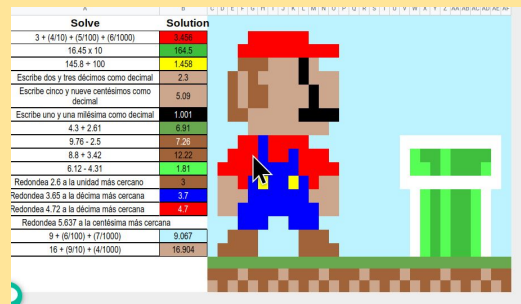 A B C D E F G H I J K L M N O P Q R S T U V W X Y Z AA AB AC AD AE AF
Solve Solution
3 + (4/10) + (5/100) + (6/1000) 3.456
16.45 x 10 164.5
145.8 ÷ 100 1.458
Escribe dos y tres décimos como decimal 2.3
Escribe cinco y nueve centésimos como decimal 5.09
Escribe uno y una milésima como decimal 1.001
4.3 + 2.61 6.91
9.76 - 2.5 7.26
8.8 + 3.42 12.22
6.12 - 4.31 1.81
Redondea 2.6 a la unidad más cercano 3
Redondea 3.65 a la décima más cercana 3.7
Redondea 4.72 a la décima más cercana 4.7
Redondea 5.637 a la centésima más cercana
9 + (6/100) + (7/1000) 9.067
16 + (9/10) + (4/1000) 16.904